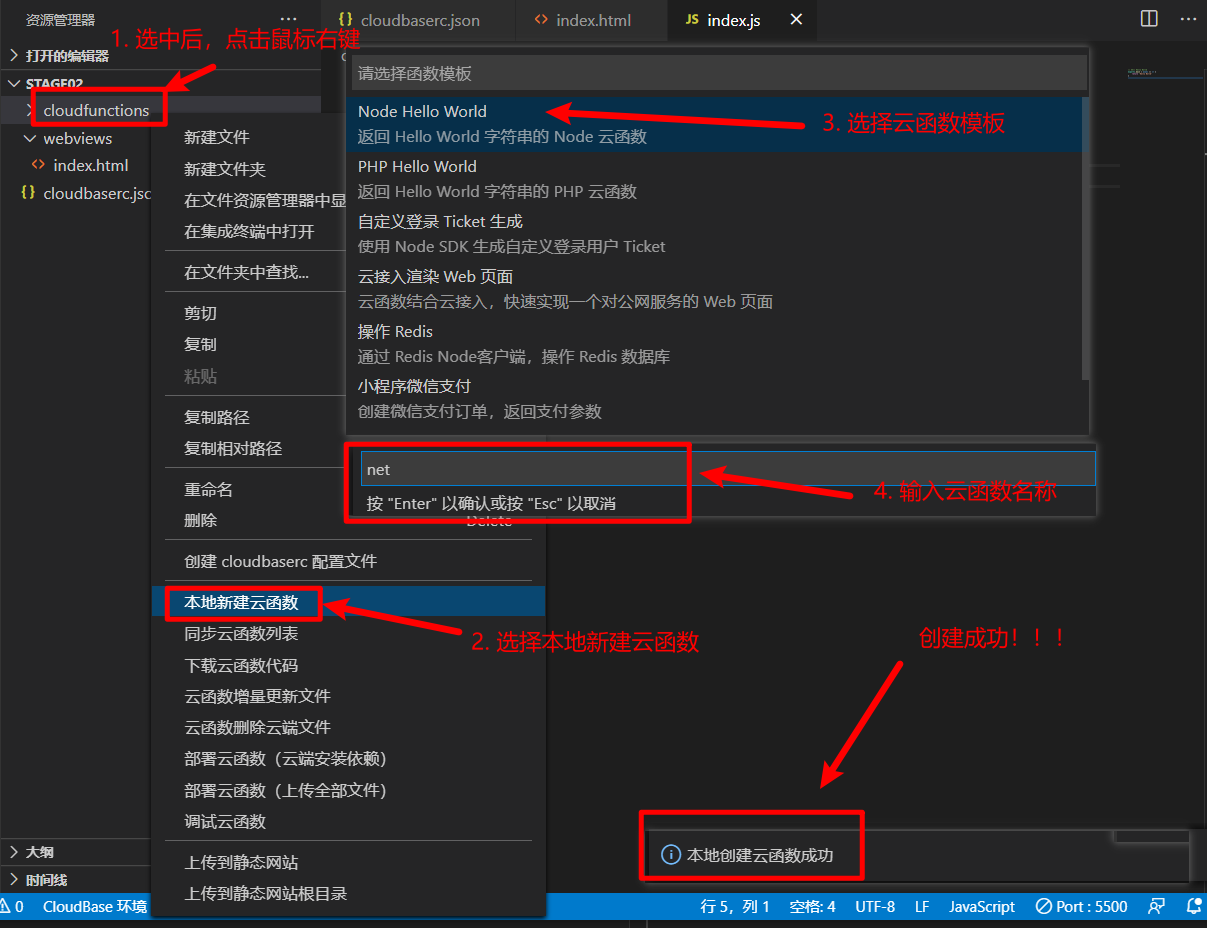 资源管理器 ···
cloudbaserc.json
index.html
JS index.js
1. 选中后，点击鼠标右键
打开的编辑器
STAGE02
cloudfunctions
webviews
index.html
cloudbaserc.jsc
新建文件
新建文件夹
在文件资源管理器中显
在集成终端中打开
在文件夹中查找...
剪切
复制
粘贴
复制路径
复制相对路径
重命名
删除
Delete
创建 cloudbaserc 配置文件
本地新建云函数
同步云函数列表
下载云函数代码
云函数增量更新文件
云函数删除云端文件
部署云函数（云端安装依赖）
部署云函数（上传全部文件）
调试云函数
上传到静态网站
上传到静态网站根目录
请选择函数模板
Node Hello World
返回 Hello World 字符串的 Node 云函数
3. 选择云函数模板
PHP Hello World
返回 Hello World 字符串的 PHP 云函数
自定义登录 Ticket 生成
使用 Node SDK 生成自定义登录用户 Ticket
云接入渲染 Web 页面
云函数结合云接入，快速实现一个对公网服务的 Web 页面
操作 Redis
通过 Redis Node客户端，操作 Redis 数据库
小程序微信支付
创建微信支付订单，返回支付参数
net
按 "Enter" 以确认或按 "Esc" 以取消
4. 输入云函数名称
2. 选择本地新建云函数
创建成功！！！
本地创建云函数成功
大纲
时间线
0 CloudBase 环境
行 5，列 1 空格: 4 UTF-8 LF JavaScript Port : 5500